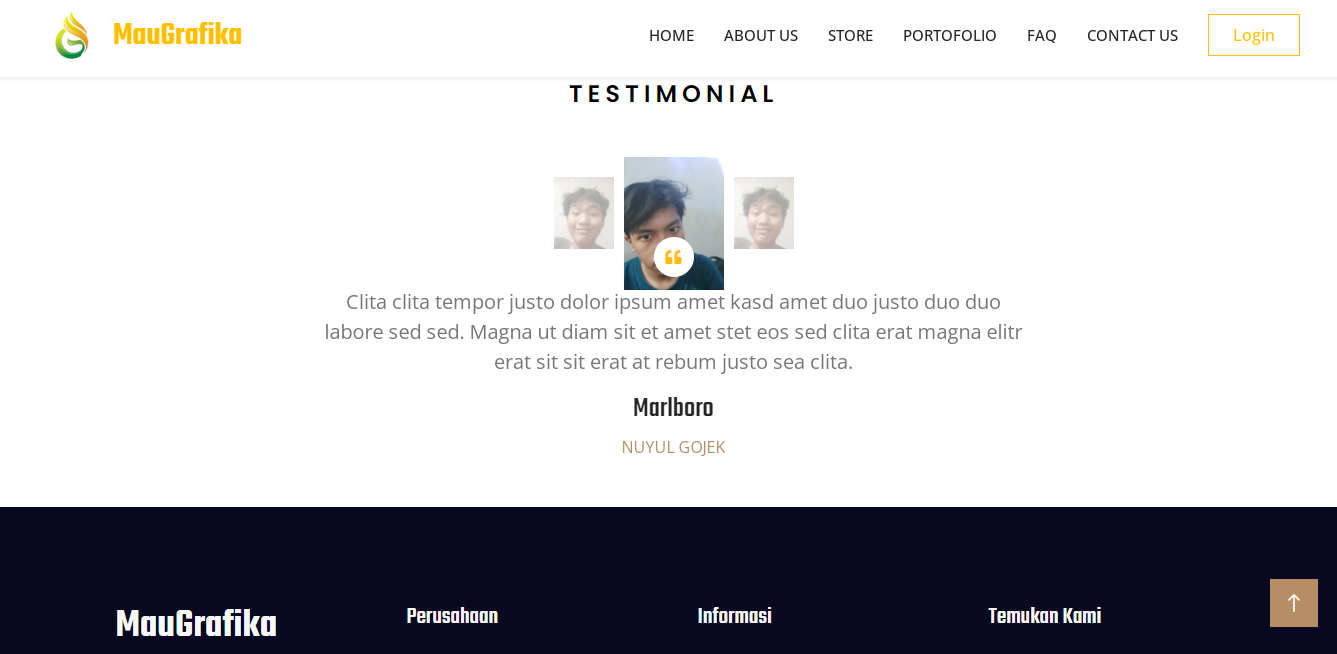 MauGrafika
HOME
ABOUT US
STORE
PORTOFOLIO
FAQ
CONTACT US
Login
TESTIMONIAL
Clita clita tempor justo dolor ipsum amet kasd amet duo justo duo duo
labore sed sed. Magna ut diam sit et amet stet eos sed clita erat magna elitr
erat sit sit erat at rebum justo sea clita.
Marlboro
NUYUL GOJEK
MauGrafika
Perusahaan
Informasi
Temukan Kami